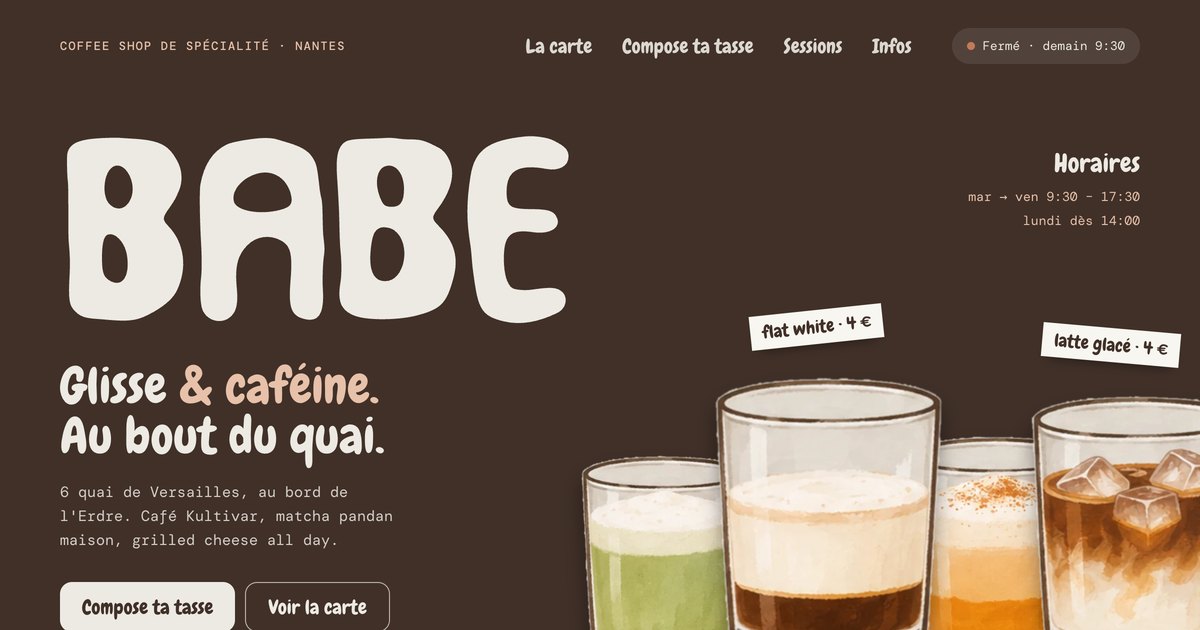 COFFEE SHOP DE SPÉCIALITÉ · NANTES
La carte
Compose ta tasse
Sessions
Infos
Fermé · demain 9:30
BABE
Horaires
mar → ven 9:30 – 17:30
lundi dès 14:00
flat white · 4 €
latte glacé · 4 €
Glisse & caféine.
Au bout du quai.
6 quai de Versailles, au bord de
l'Erdre. Café Kultivar, matcha pandan
maison, grilled cheese all day.
Compose ta tasse
Voir la carte